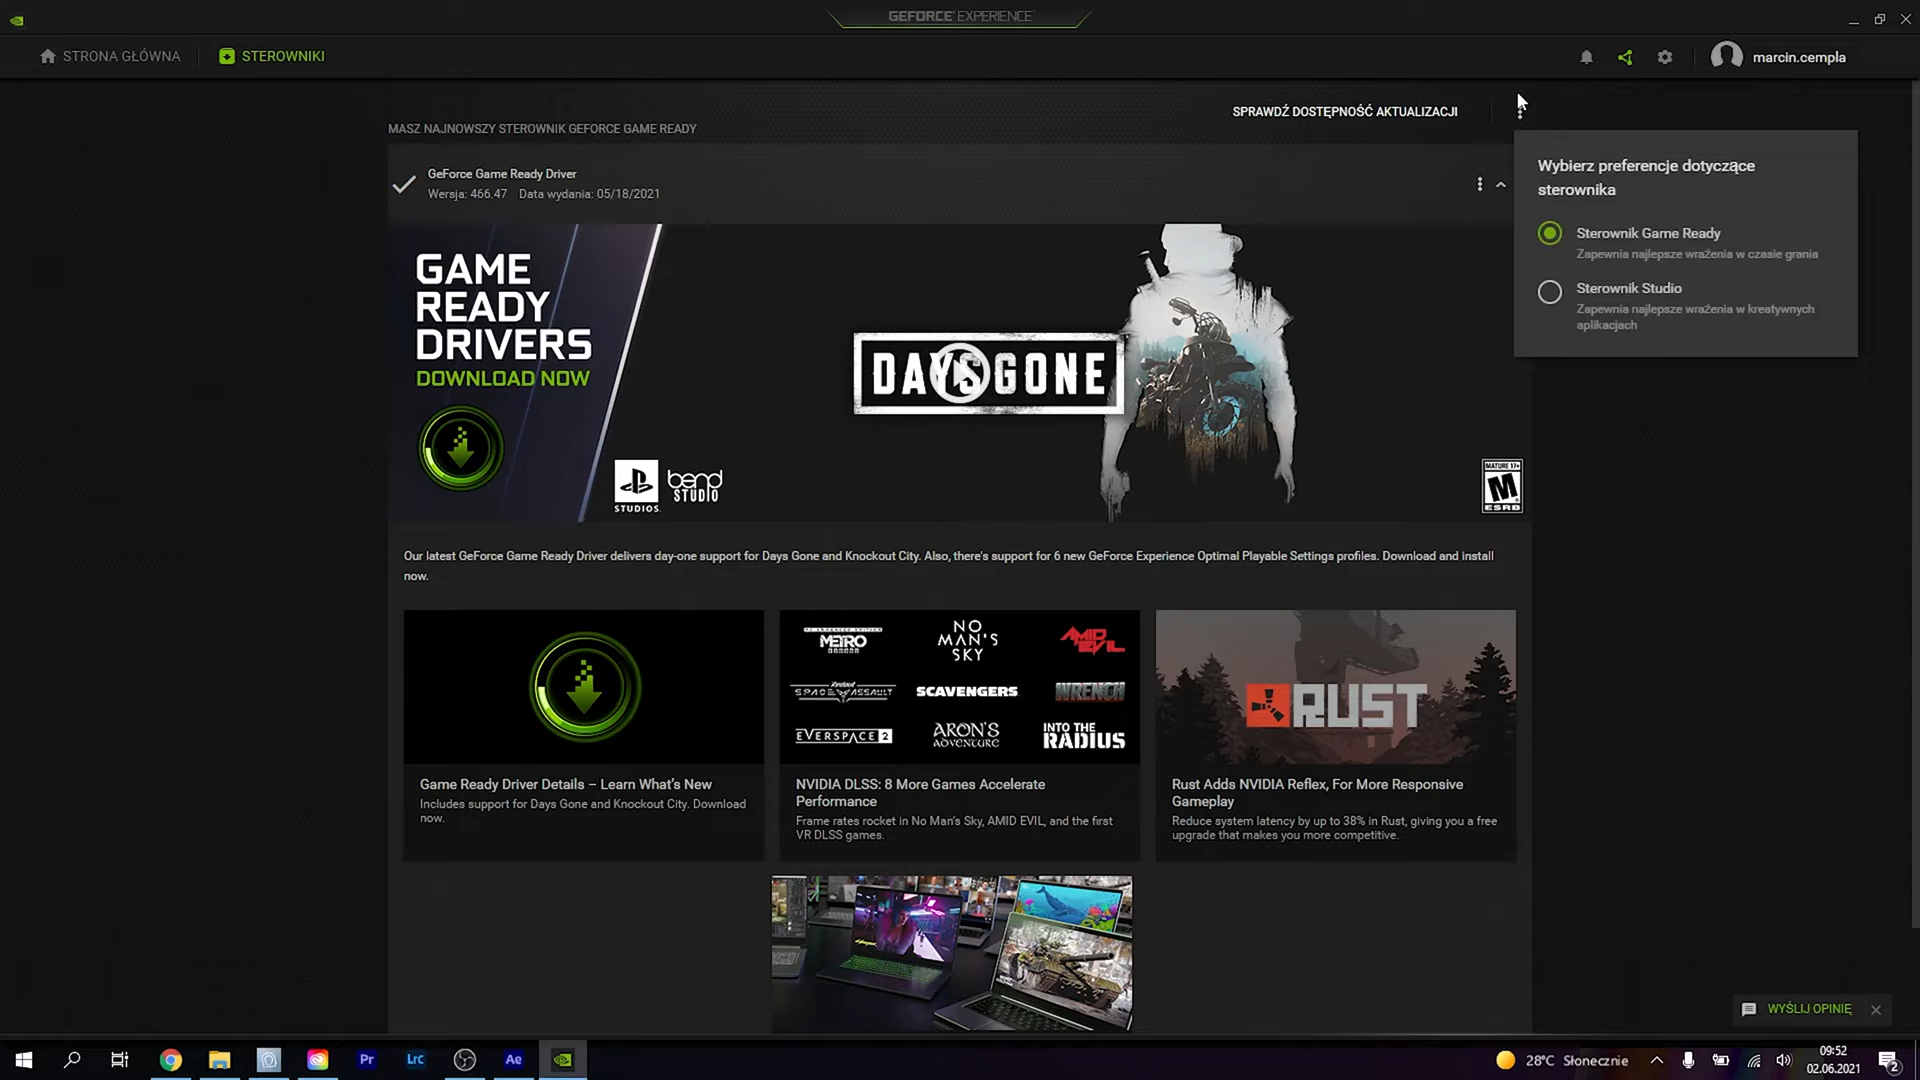 GEFORCE EXPERIENCE
STRONA GŁÓWNA
STEROWNIKI
marcin.cempla
SPRAWDŹ DOSTĘPNOŚĆ AKTUALIZACJI
MASZ NAJNOWSZY STEROWNIK GEFORCE GAME READY
GeForce Game Ready Driver
Wersja: 466.47 Data wydania: 05/18/2021
Wybierz preferencje dotyczące
sterownika
Sterownik Game Ready
Zapewnia najlepsze wrażenia w czasie grania
Sterownik Studio
Zapewnia najlepsze wrażenia w kreatywnych
aplikacjach
GAME
READY
DRIVERS
DOWNLOAD NOW
DAYS GONE
STUDIOS
bend
STUDIO
MATURE 17+
M
ESRB
Our latest GeForce Game Ready Driver delivers day-one support for Days Gone and Knockout City. Also, there's support for 6 new GeForce Experience Optimal Playable Settings profiles. Download and install
now.
METRO
NO
MAN'S
SKY
AMID
EVIL
SPACE ASSAULT
SCAVENGERS
WRENCH
EVERSPACE 2
ARON'S
ADVENTURE
INTO THE
RADIUS
RUST
Game Ready Driver Details – Learn What's New
Includes support for Days Gone and Knockout City. Download
now.
NVIDIA DLSS: 8 More Games Accelerate
Performance
Frame rates rocket in No Man's Sky, AMID EVIL, and the first
VR DLSS games.
Rust Adds NVIDIA Reflex, For More Responsive
Gameplay
Reduce system latency by up to 38% in Rust, giving you a free
upgrade that makes you more competitive.
WYŚLIJ OPINIĘ
Pr
Lrc
Ae
28°C Słonecznie
09:52
02.06.2021
2